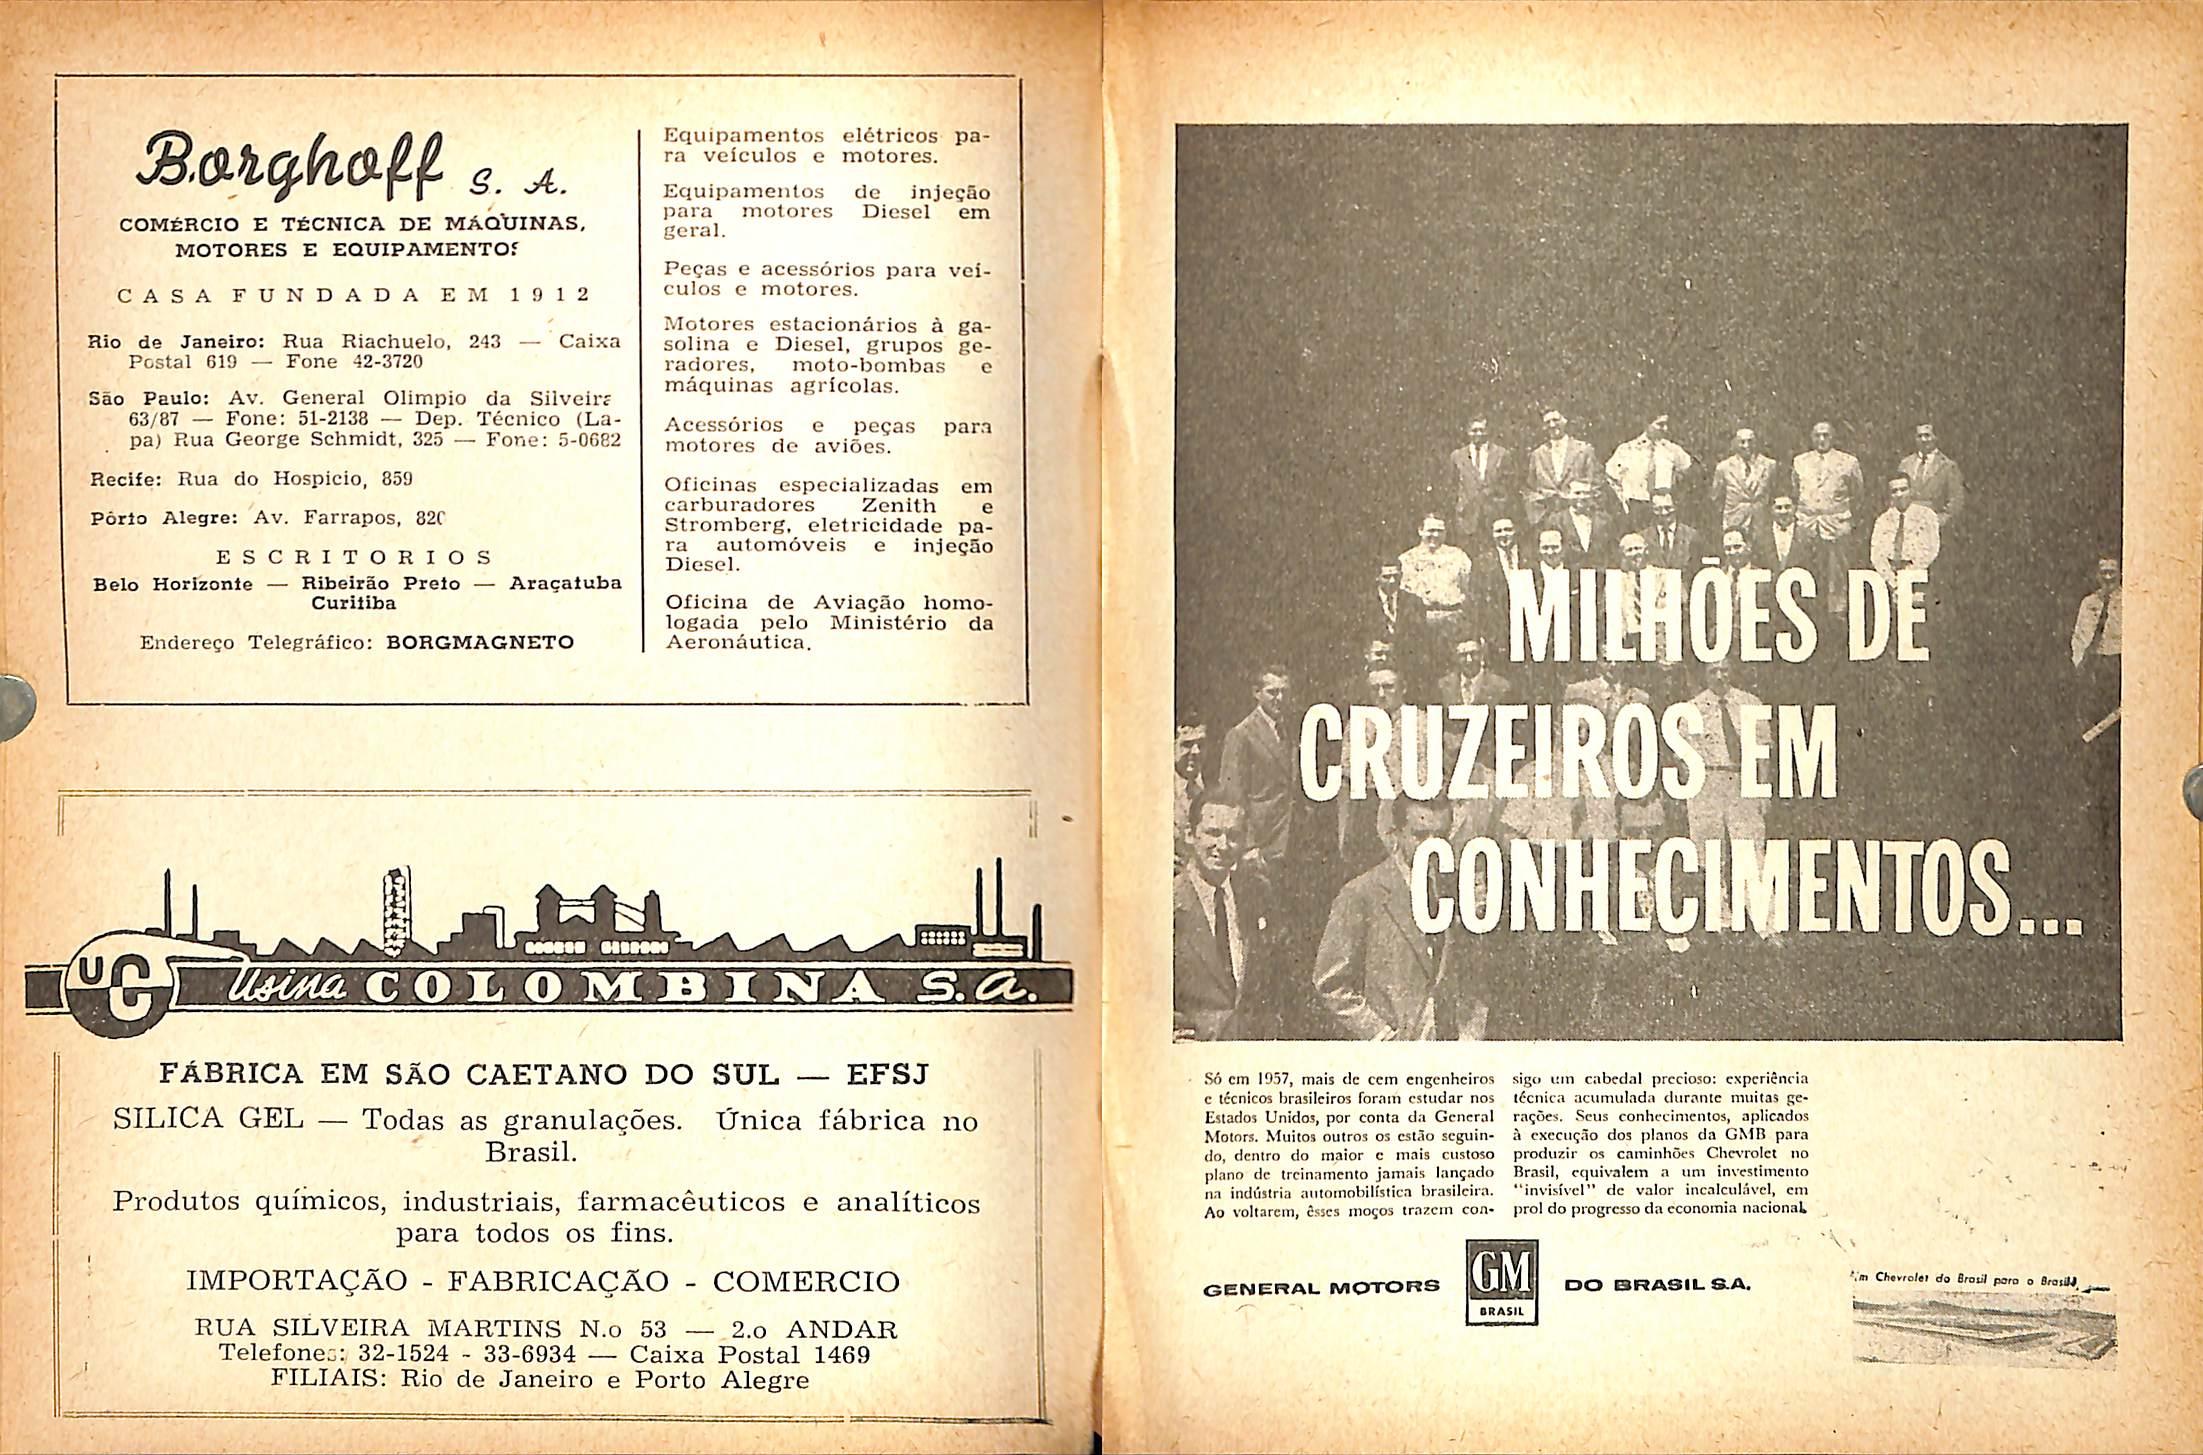 Borghoff S. A.
COMÉRCIO E TÉCNICA DE MÁQUINAS,
MOTORES E EQUIPAMENTOS
CASA FUNDADA EM 1912
Rio de Janeiro: Rua Riachuelo, 243 — Caixa
Postal 619 — Fone 42-3720
São Paulo: Av. General Olimpio da Silveira
63/87 — Fone: 51-2138 — Dep. Técnico (La-
pa) Rua George Schmidt, 325 — Fone: 5-0682
Recife: Rua do Hospicio, 859
Pôrto Alegre: Av. Farrapos, 820
ESCRITORIOS
Belo Horizonte — Ribeirão Preto — Araçatuba
Curitiba
Endereço Telegráfico: BORGMAGNETO
Equipamentos elétricos pa-
ra veículos e motores.
Equipamentos de injeção
para motores Diesel em
geral.
Peças e acessórios para veí-
culos e motores.
Motores estacionários à ga-
solina e Diesel, grupos ge-
radores, moto-bombas e
máquinas agrícolas.
Acessórios e peças para
motores de aviões.
Oficinas especializadas em
carburadores Zenith e
Stromberg, eletricidade pa-
ra automóveis e injeção
Diesel.
Oficina de Aviação homo-
logada pelo Ministério da
Aeronáutica.
UC Usina COLOMBINA S.A.
FÁBRICA EM SÃO CAETANO DO SUL — EFSJ
SILICA GEL — Todas as granulações. Única fábrica no
Brasil.
Produtos químicos, industriais, farmacêuticos e analíticos
para todos os fins.
IMPORTAÇÃO - FABRICAÇÃO - COMERCIO
RUA SILVEIRA MARTINS N.o 53 — 2.o ANDAR
Telefones: 32-1524 - 33-6934 — Caixa Postal 1469
FILIAIS: Rio de Janeiro e Porto Alegre
MILHÕES DE
CRUZEIROS EM
CONHECIMENTOS...
Só em 1957, mais de cem engenheiros
e técnicos brasileiros foram estudar nos
Estados Unidos, por conta da General
Motors. Muitos outros os estão seguin-
do, dentro do maior e mais custoso
plano de treinamento jamais lançado
na indústria automobilística brasileira.
Ao voltarem, êsses moços trazem con-
sigo um cabedal precioso: experiência
técnica acumulada durante muitas ge-
rações. Seus conhecimentos, aplicados
à execução dos planos da GMB para
produzir os caminhões Chevrolet no
Brasil, equivalem a um investimento
"invisível" de valor incalculável, em
prol do progresso da economia nacional.
GENERAL MOTORS GM BRASIL DO BRASIL S.A.
Um Chevrolet do Brasil para o Brasil!